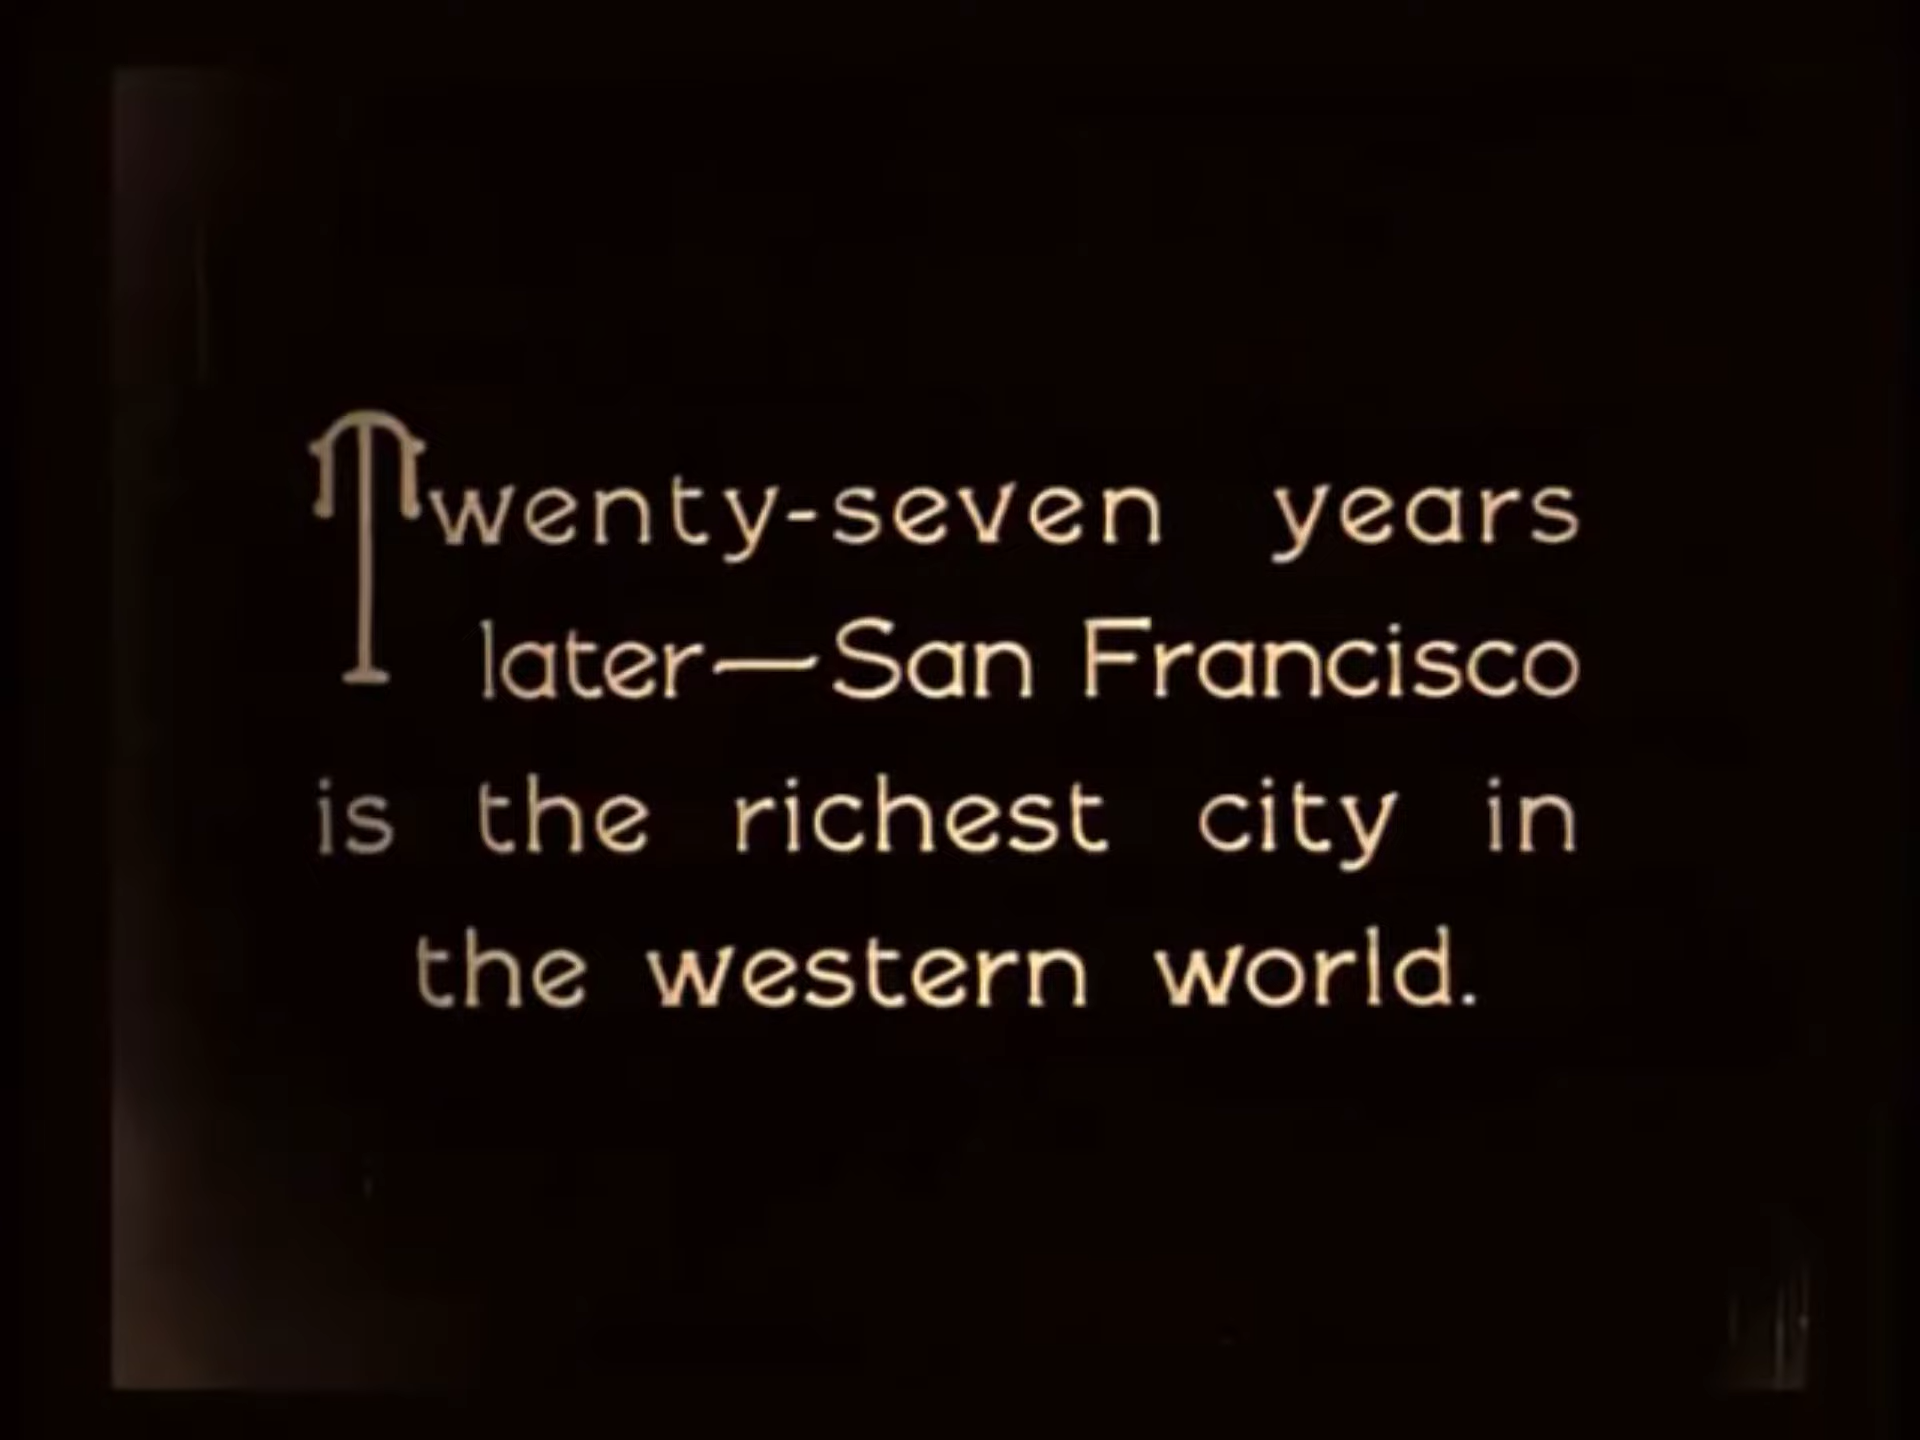 Twenty-seven years
later—San Francisco
is the richest city in
the western world.